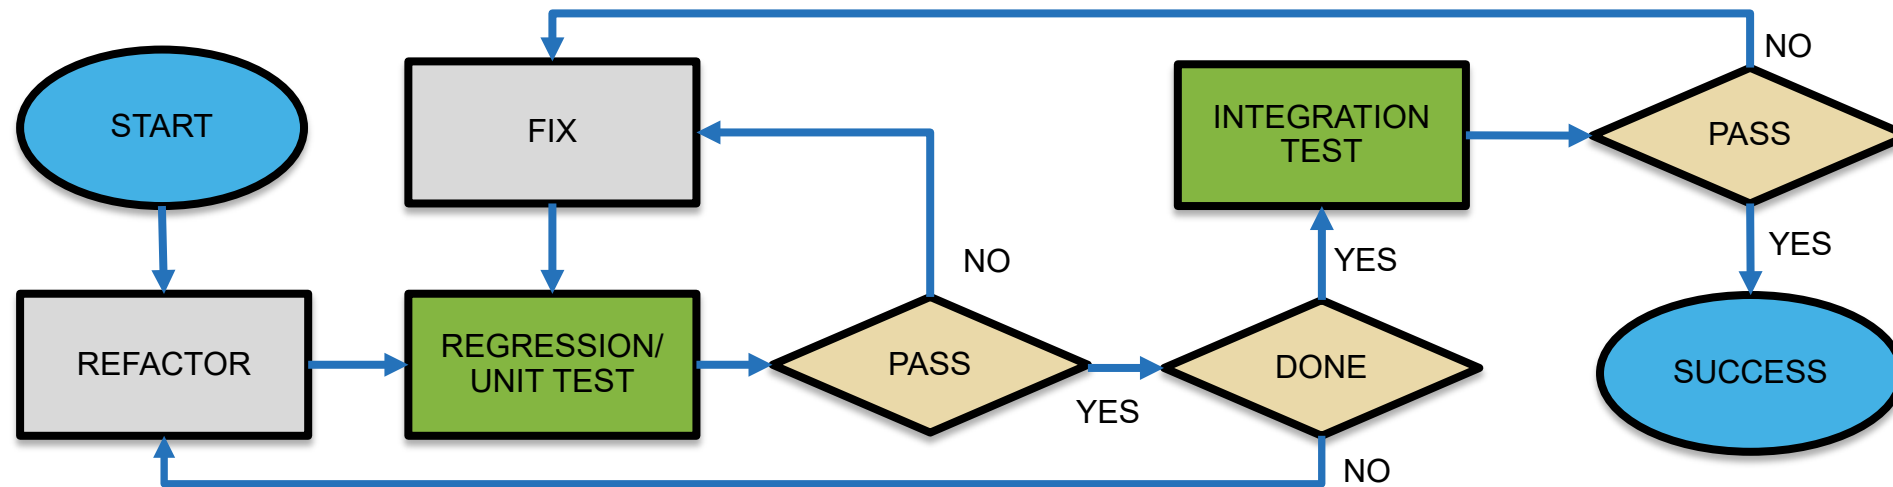 START
FIX
INTEGRATION
TEST
PASS
NO
NO
YES
YES
REFACTOR
REGRESSION/
UNIT TEST
PASS
YES
DONE
NO
SUCCESS